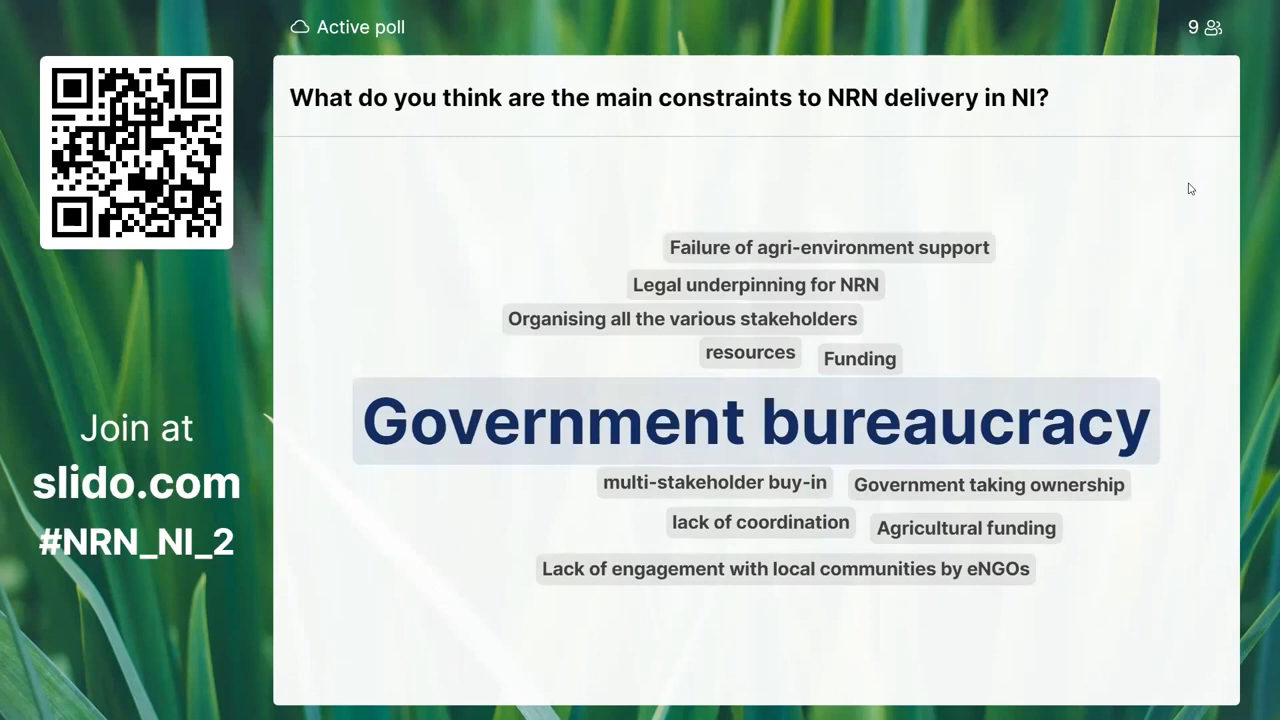 Active poll
9
What do you think are the main constraints to NRN delivery in NI?
Failure of agri-environment support
Legal underpinning for NRN
Organising all the various stakeholders
resources
Funding
Government bureaucracy
multi-stakeholder buy-in
Government taking ownership
lack of coordination
Agricultural funding
Lack of engagement with local communities by eNGOs
Join at
slido.com
#NRN_NI_2